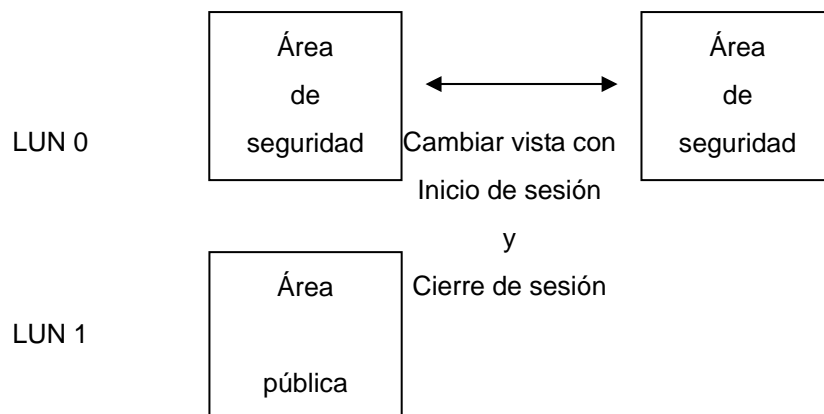 Área
de
seguridad
Área
de
seguridad
LUN 0
Cambiar vista con
Inicio de sesión
y
Cierre de sesión
Área
pública
LUN 1